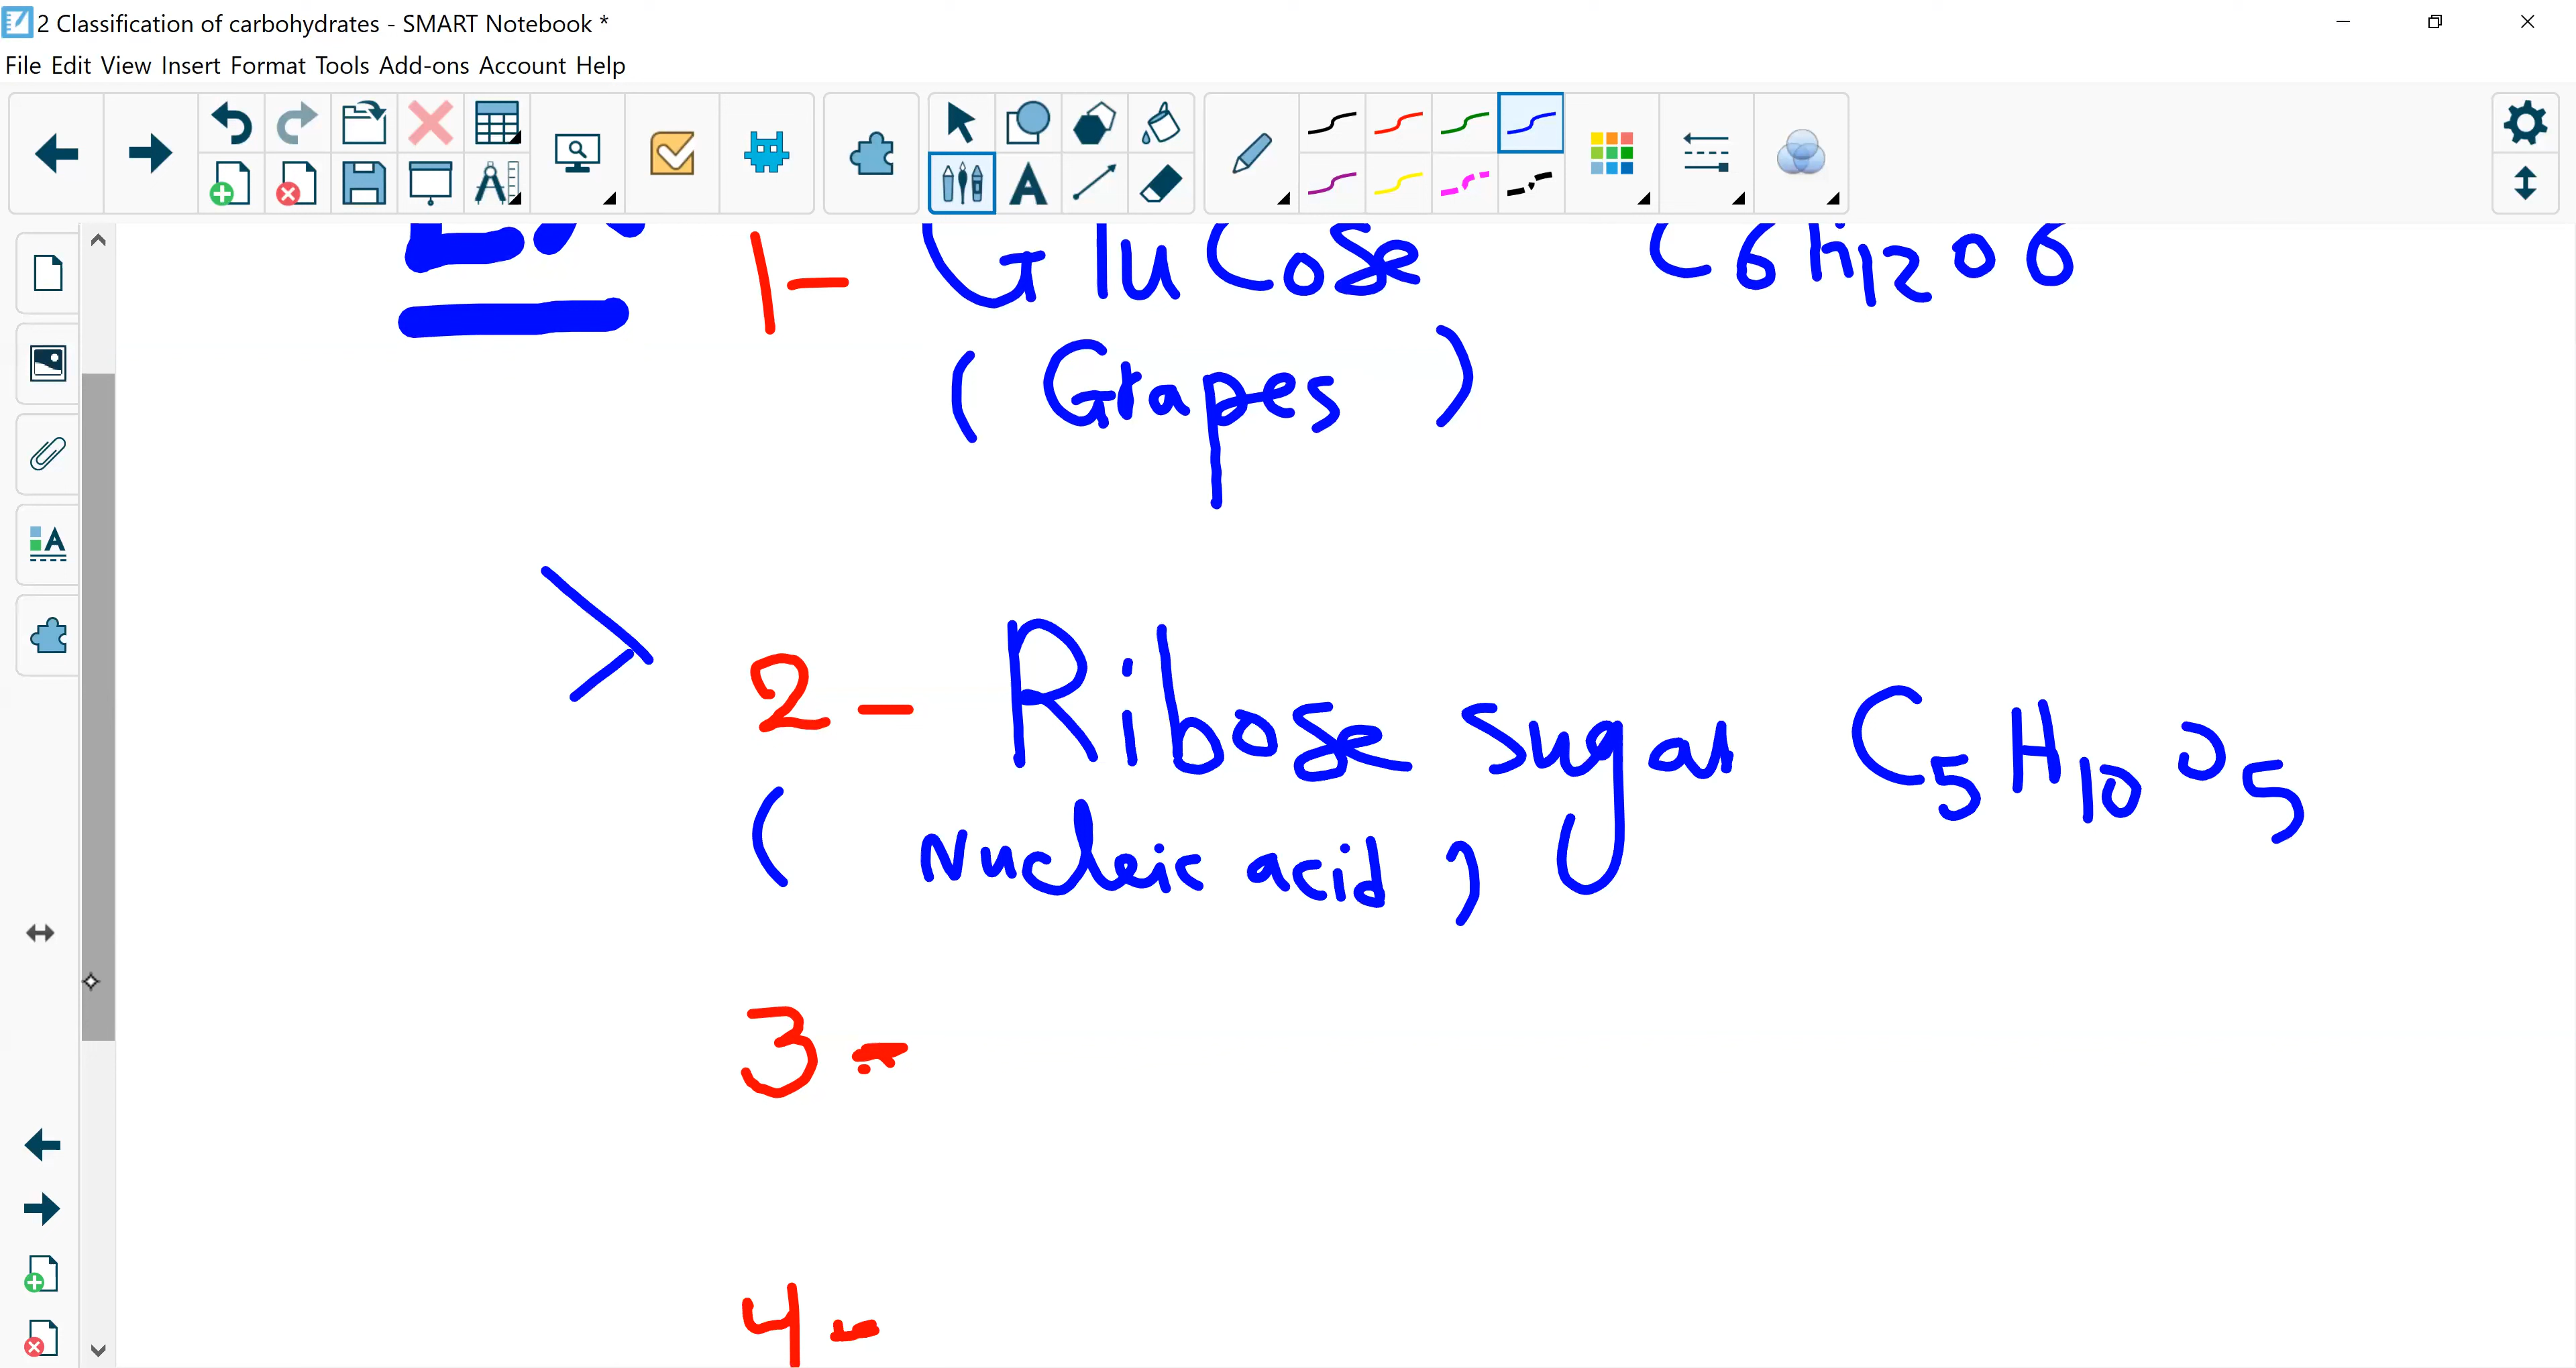 2 Classification of carbohydrates - SMART Notebook *
File Edit View Insert Format Tools Add-ons Account Help
1- Glucose C6H12O6
(Grapes)
> 2- Ribose sugar C5H10O5
(Nucleic acid)
3-
4-